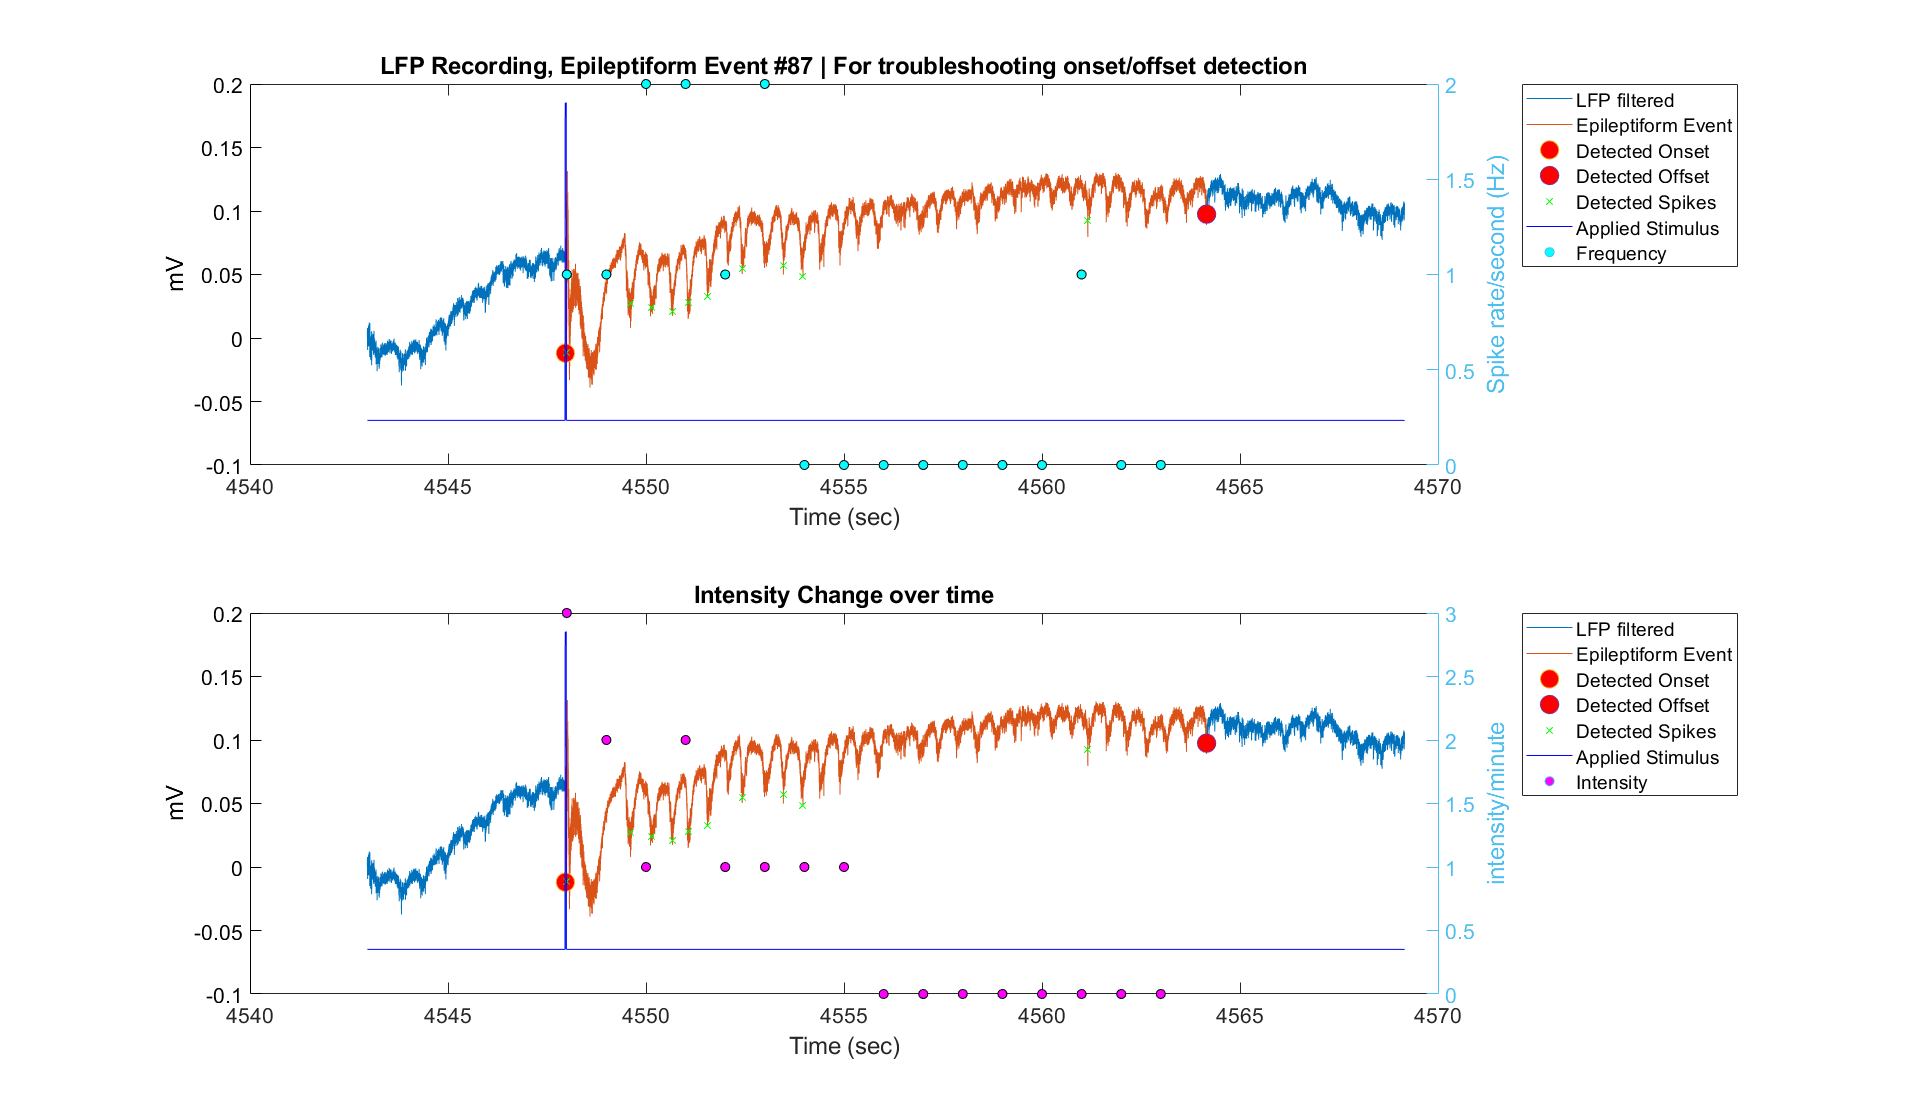 LFP Recording, Epileptiform Event #87 | For troubleshooting onset/offset detection
0.2
0.15
0.1
0.05
0
-0.05
-0.1
mV
4540
4545
4550
4555
4560
4565
4570
Time (sec)
2
1.5
1
0.5
0
Spike rate/second (Hz)
LFP filtered
Epileptiform Event
Detected Onset
Detected Offset
Detected Spikes
Applied Stimulus
Frequency
Intensity Change over time
0.2
0.15
0.1
0.05
0
-0.05
-0.1
mV
4540
4545
4550
4555
4560
4565
4570
Time (sec)
3
2.5
2
1.5
1
0.5
0
intensity/minute
LFP filtered
Epileptiform Event
Detected Onset
Detected Offset
Detected Spikes
Applied Stimulus
Intensity